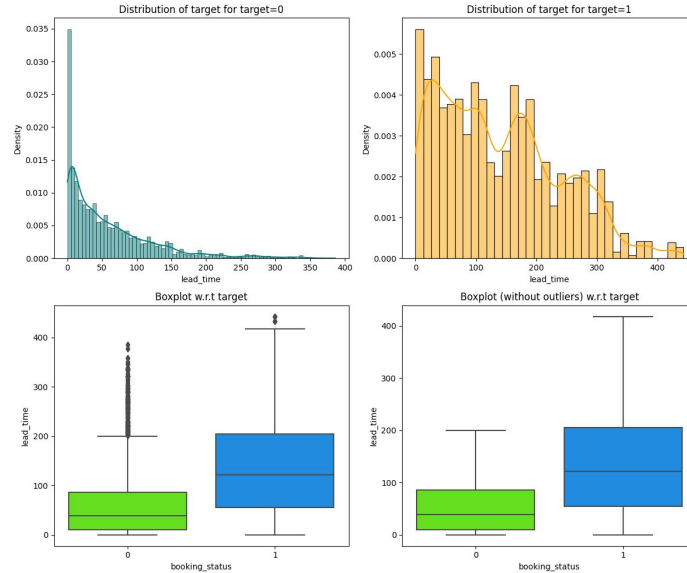 Distribution of target for target=0
Density
0.035
0.030
0.025
0.020
0.015
0.010
0.005
0.000
0 50 100 150 200 250 300 350 400
lead_time
Distribution of target for target=1
Density
0.005
0.004
0.003
0.002
0.001
0.000
0 100 200 300 400
lead_time
Boxplot w.r.t target
lead_time
400
300
200
100
0
0 1
booking_status
Boxplot (without outliers) w.r.t target
lead_time
400
300
200
100
0
0 1
booking_status